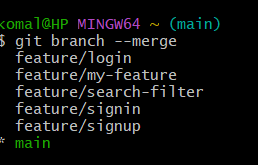 komal@HP MINGW64 ~ (main)
$ git branch --merge
feature/login
feature/my-feature
feature/search-filter
feature/signin
feature/signup
* main